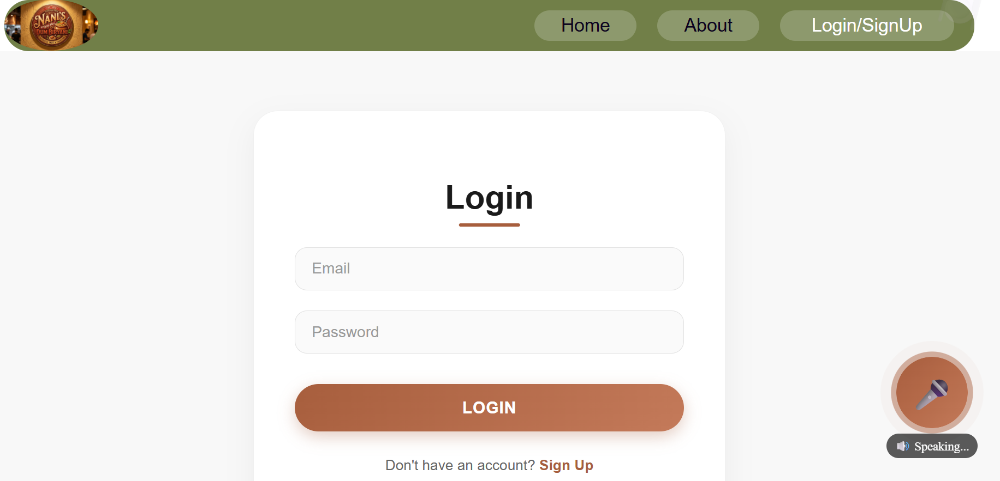 NANI'S
DUM BIRYANI
Home
About
Login/SignUp
Login
Email
Password
LOGIN
Speaking...
Don't have an account? Sign Up